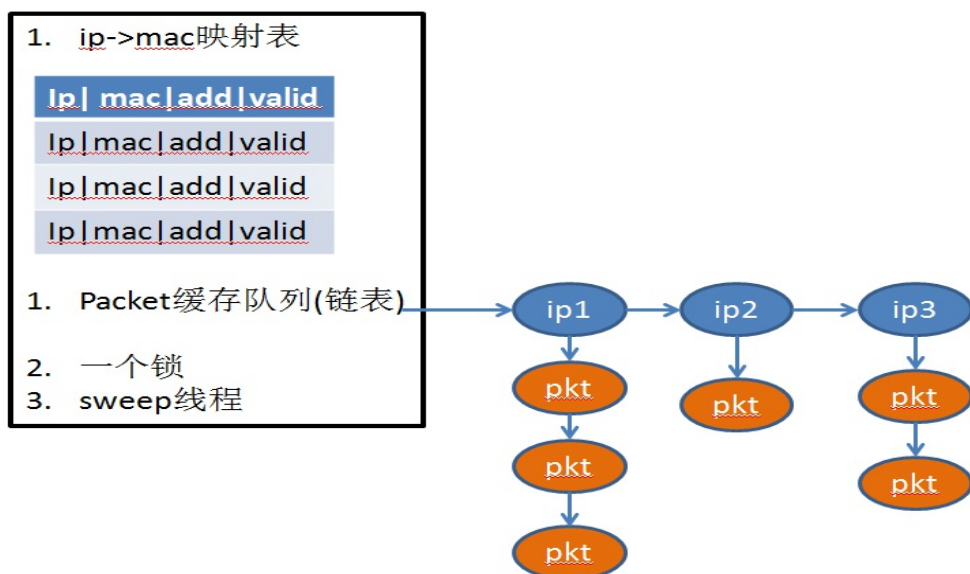 1. ip->mac映射表
Ip| mac|add|valid
Ip|mac|add|valid
Ip|mac|add|valid
Ip|mac|add|valid
1. Packet缓存队列(链表)
2. 一个锁
3. sweep线程
ip1
ip2
ip3
pkt
pkt
pkt
pkt
pkt
pkt